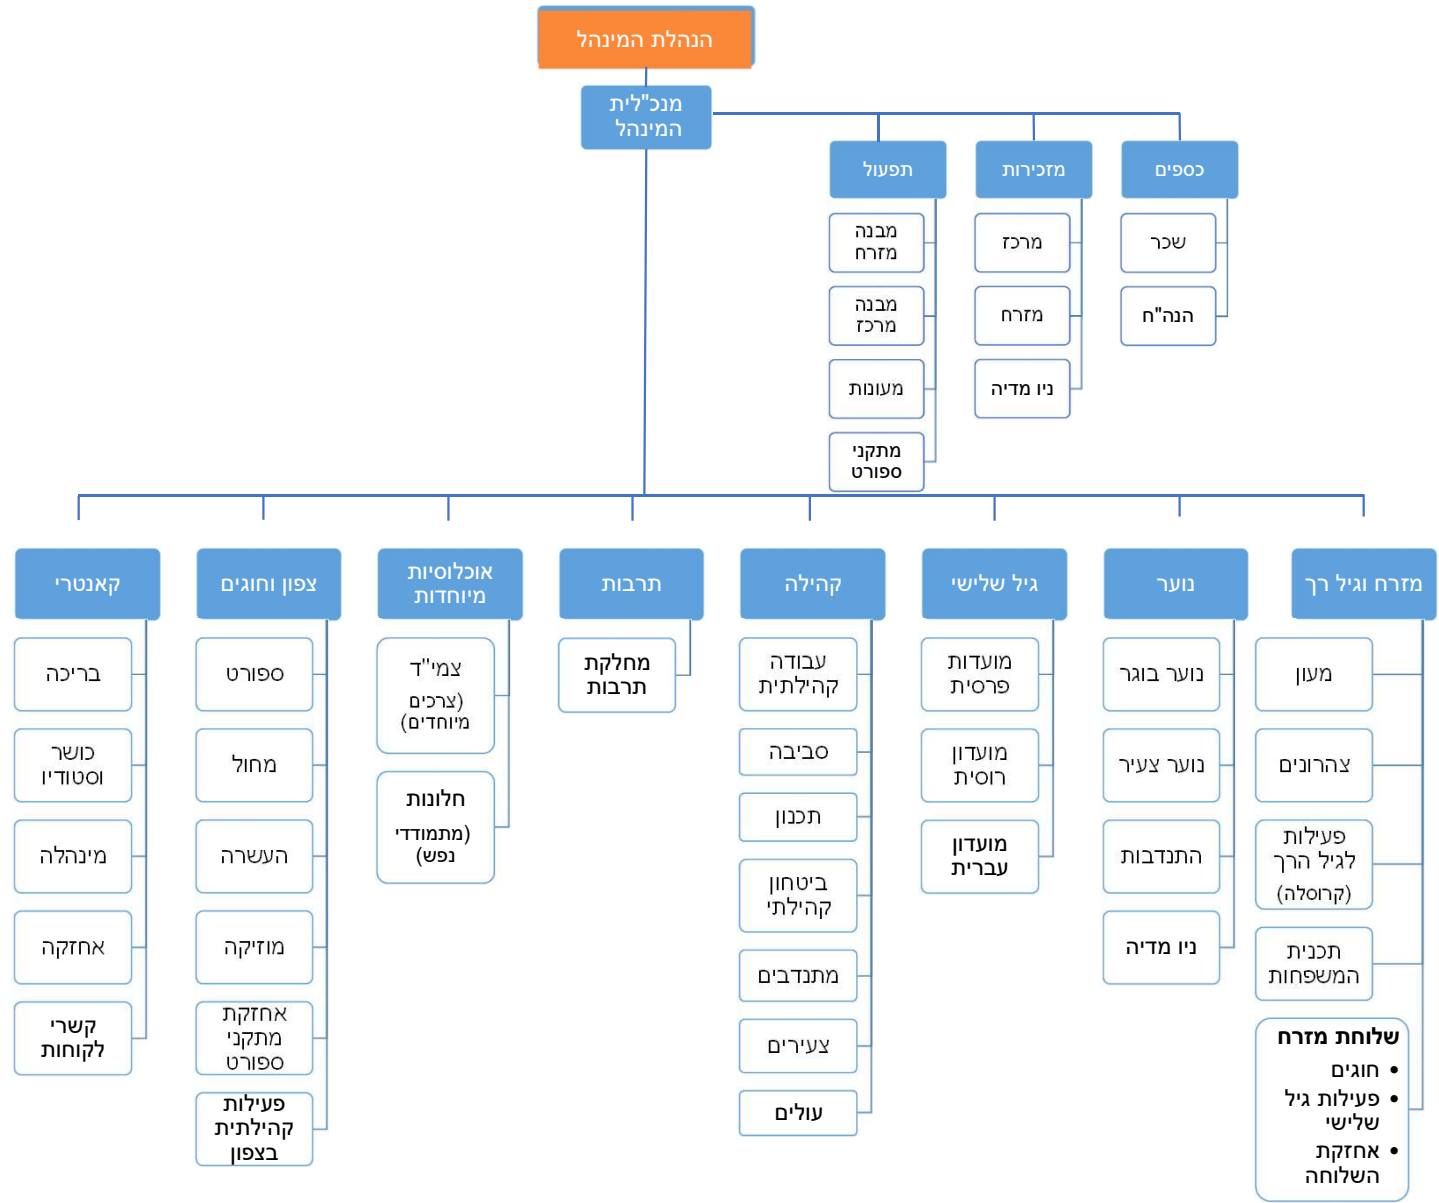 הנהלת המינהל
מנכ"לית
המינהל
כספים
שכר
הנה"ח
מזכירות
מרכז
מזרח
ניו מדיה
תפעול
מבנה
מזרח
מבנה
מרכז
מעונות
מתקני
ספורט
מזרח וגיל רך
מעון
צהרונים
פעילות
לגיל הרך
(קרוסלה)
תכנית
המשפחות
שלוחת מזרח
• חוגים
• פעילות גיל
שלישי
• אחזקת
השלוחה
נוער
נוער בוגר
נוער צעיר
התנדבות
ניו מדיה
גיל שלישי
מועדות
פרסית
מועדון
רוסית
מועדון
עברית
קהילה
עבודה
קהילתית
סביבה
תכנון
ביטחון
קהילתי
מתנדבים
צעירים
עולים
תרבות
מחלקת
תרבות
אוכלוסיות
מיוחדות
צמי"ד
(צרכים
מיוחדים)
חלונות
(מתמודדי
נפש)
צפון וחוגים
ספורט
מחול
העשרה
מוזיקה
אחזקת
מתקני
ספורט
פעילות
קהילתית
בצפון
קאנטרי
בריכה
כושר
וסטודיו
מינהלה
אחזקה
קשרי
לקוחות